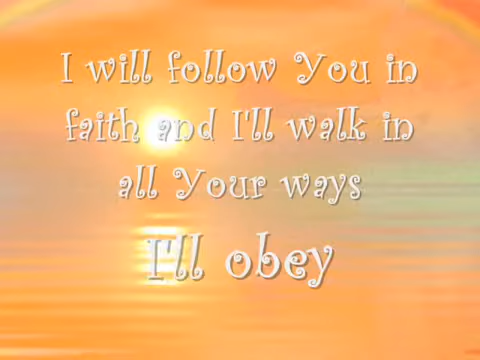 I will follow You in
faith and I'll walk in
all Your ways
I'll obey